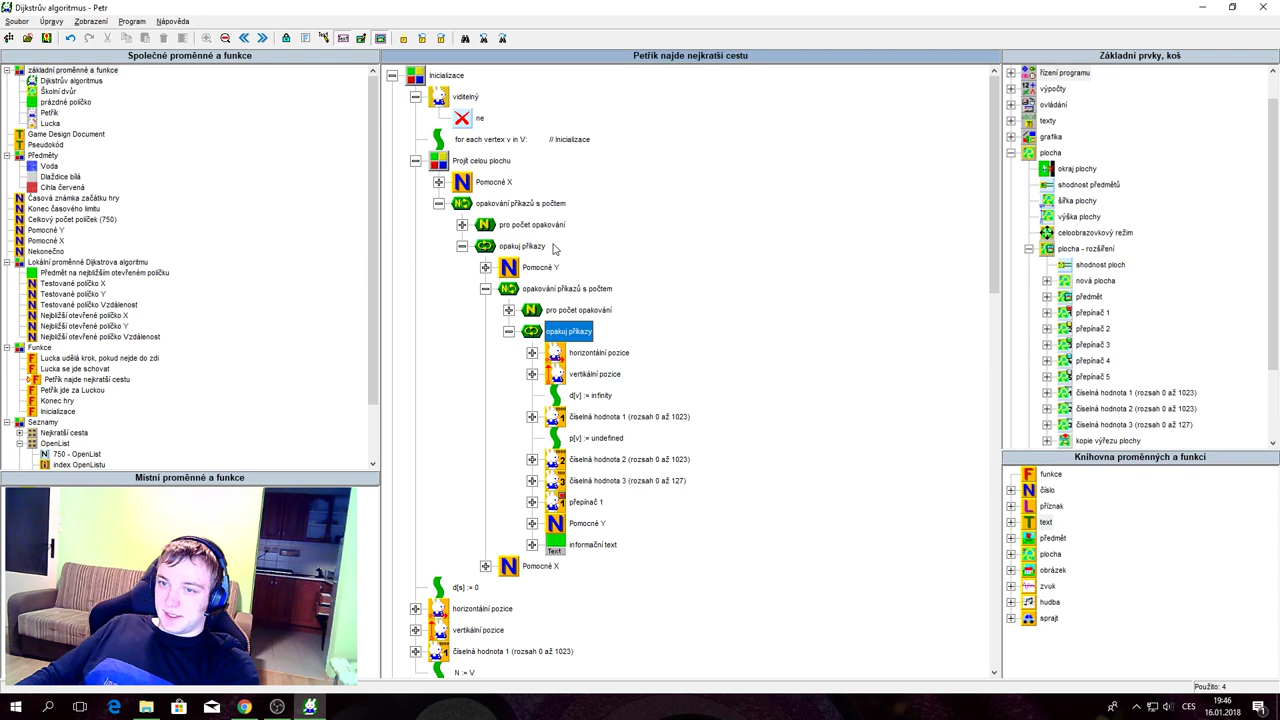 Dijkstrův algoritmus - Petr
Soubor Úpravy Zobrazení Program Nápověda
Společné proměnné a funkce
základní proměnné a funkce
Dijkstrův algoritmus
Školní dvůr
prázdné políčko
Petřík
Lucka
Game Design Document
Pseudokód
Předměty
Voda
Dlaždice bílá
Cihla červená
Časová známka začátku hry
Konec časového limitu
Celkový počet políček (750)
Pomocné Y
Pomocné X
Nekonečno
Lokální proměnné Dijkstrova algoritmu
Předmět na nejbližším otevřeném políčku
Testované políčko X
Testované políčko Y
Testované políčko Vzdálenost
Nejbližší otevřené políčko X
Nejbližší otevřené políčko Y
Nejbližší otevřené políčko Vzdálenost
Funkce
Lucka udělá krok, pokud nejde do zdi
Lucka se jde schovat
Petřík najde nejkratší cestu
Petřík jde za Luckou
Konec hry
Inicializace
Seznamy
Nejkratší cesta
OpenList
750 - OpenList
index OpenListu
Místní proměnné a funkce
Petřík najde nejkratší cestu
Inicializace
viditelný
ne
for each vertex v in V: // Inicializace
Projít celou plochu
Pomocné X
opakování příkazů s počtem
pro počet opakování
opakuj příkazy
Pomocné Y
opakování příkazů s počtem
pro počet opakování
opakuj příkazy
horizontální pozice
vertikální pozice
d[v] := infinity
číselná hodnota 1 (rozsah 0 až 1023)
p[v] := undefined
číselná hodnota 2 (rozsah 0 až 1023)
číselná hodnota 3 (rozsah 0 až 127)
přepínač 1
Pomocné Y
informační text
Text
Pomocné X
d[s] := 0
horizontální pozice
vertikální pozice
číselná hodnota 1 (rozsah 0 až 1023)
N := V
Základní prvky, koš
řízení programu
výpočty
ovládání
texty
grafika
plocha
okraj plochy
shodnost předmětů
šířka plochy
výška plochy
celoobrazovkový režim
plocha - rozšíření
shodnost ploch
nová plocha
předmět
přepínač 1
přepínač 2
přepínač 3
přepínač 4
přepínač 5
číselná hodnota 1 (rozsah 0 až 1023)
číselná hodnota 2 (rozsah 0 až 1023)
číselná hodnota 3 (rozsah 0 až 127)
kopie výřezu plochy
Knihovna proměnných a funkcí
funkce
číslo
příznak
text
předmět
plocha
obrázek
zvuk
hudba
sprajt
Použito: 4
CES
19:46
16.01.2018